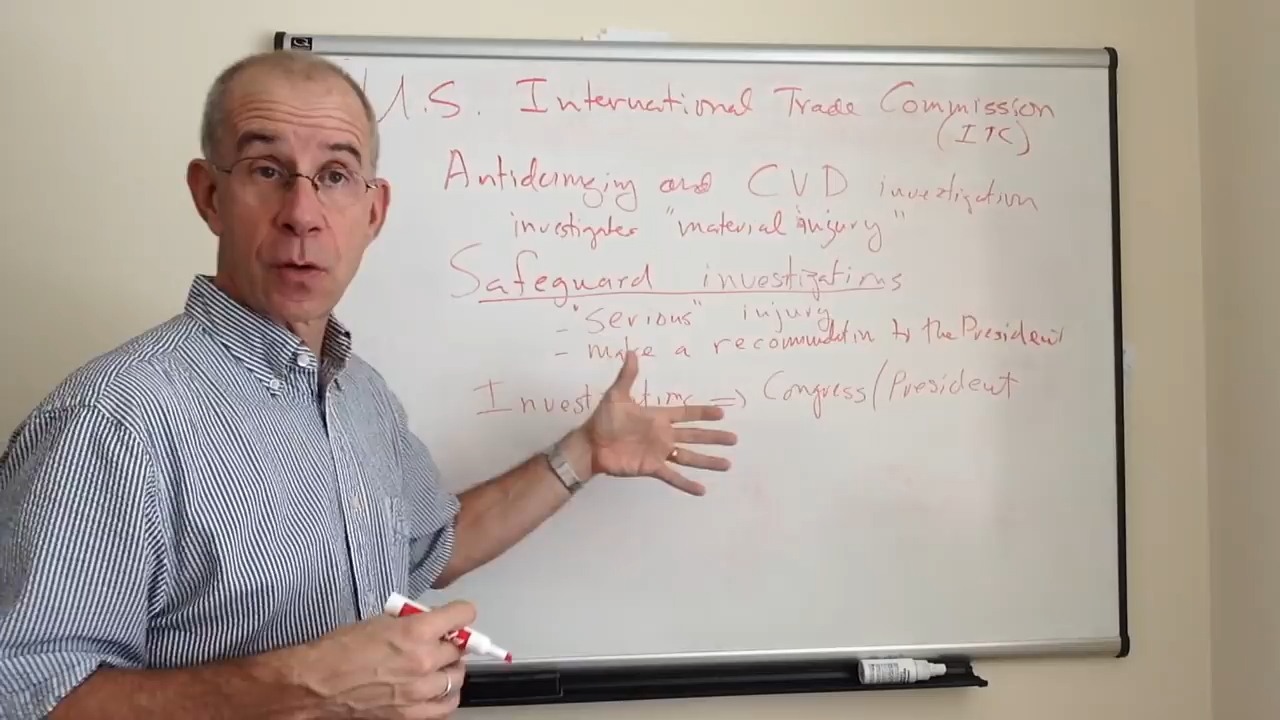 U.S. International Trade Commission
(ITC)
Antidumping and CVD investigation
investigates "material injury"
Safeguard investigations
- "Serious" injury
- make a recommendation to the President
Investigations => Congress/President